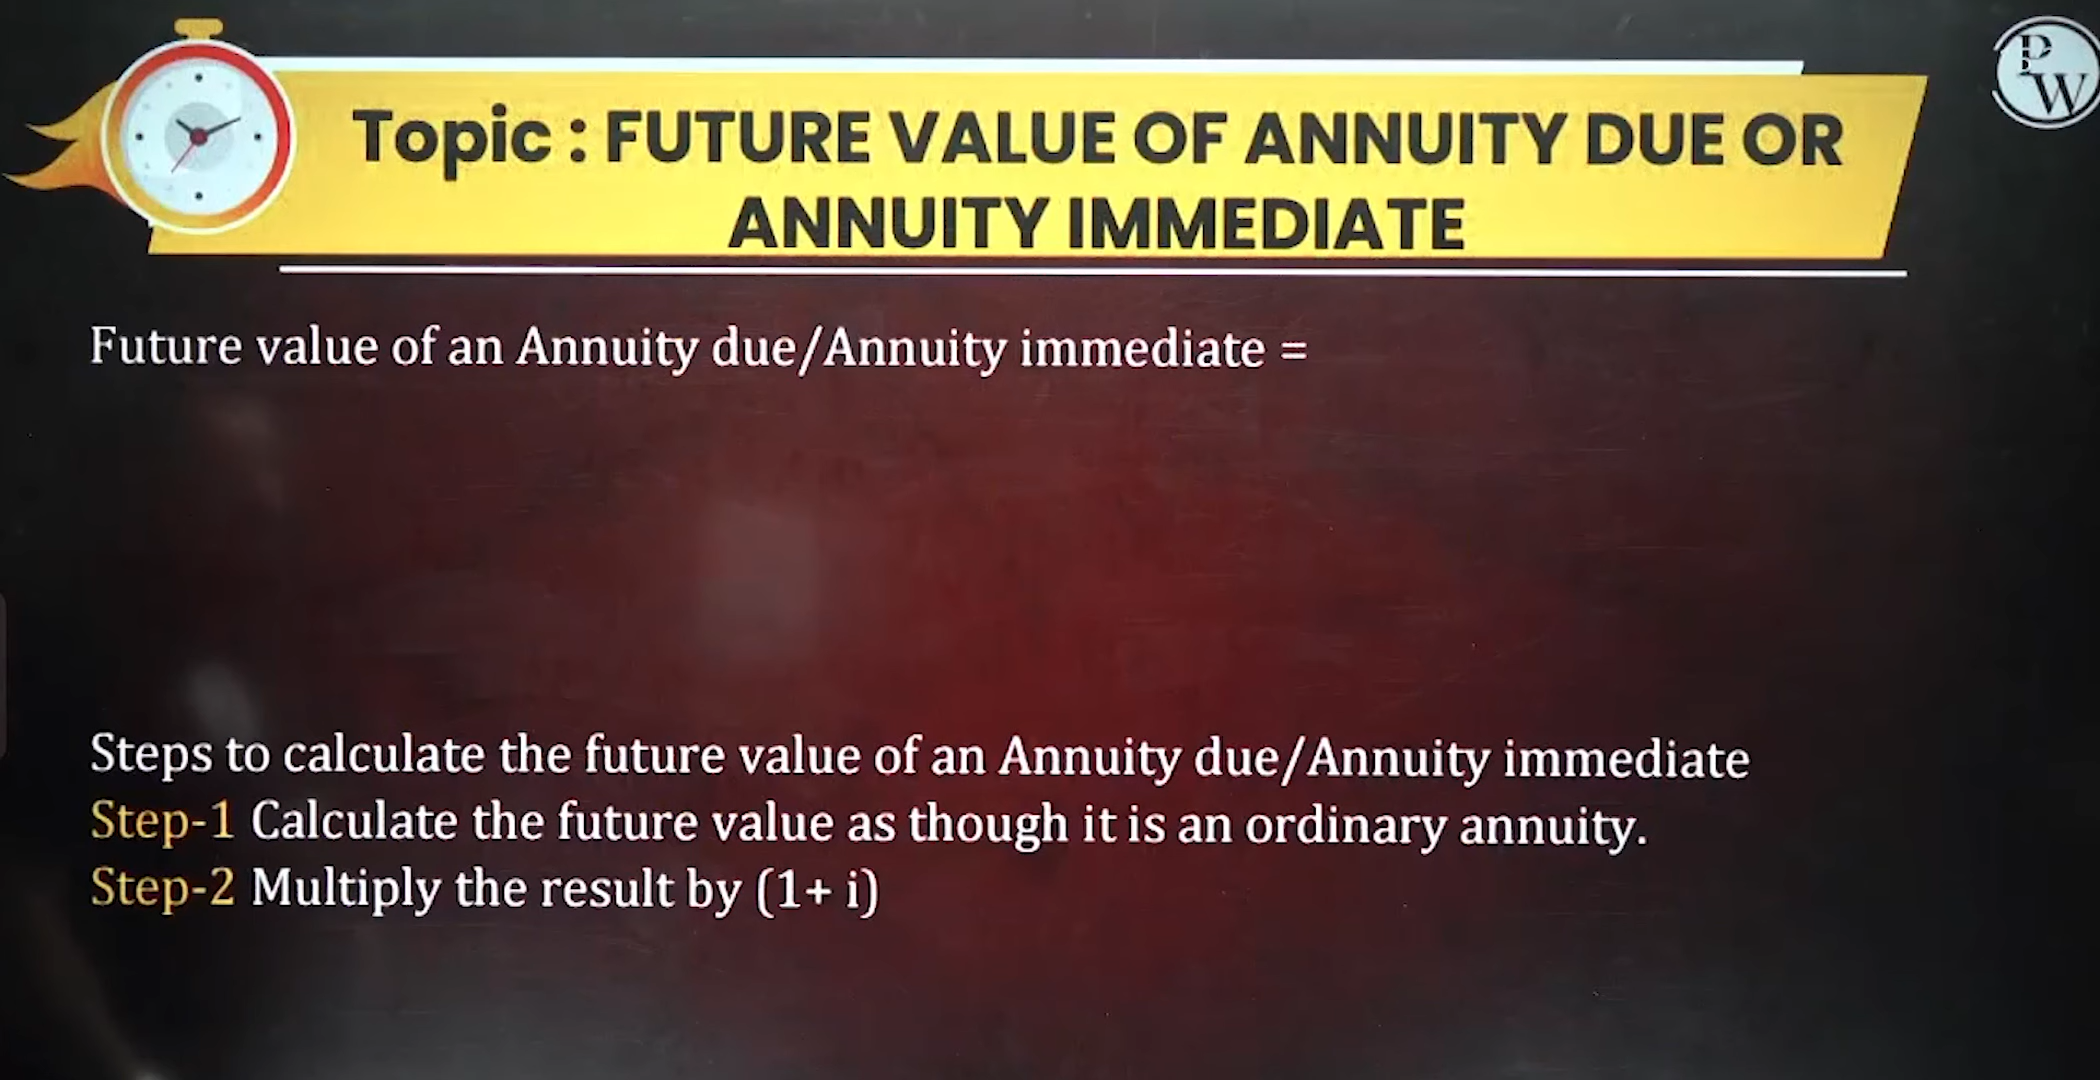 PW
Topic : FUTURE VALUE OF ANNUITY DUE OR
ANNUITY IMMEDIATE
Future value of an Annuity due/Annuity immediate =
Steps to calculate the future value of an Annuity due/Annuity immediate
Step-1 Calculate the future value as though it is an ordinary annuity.
Step-2 Multiply the result by (1+ i)